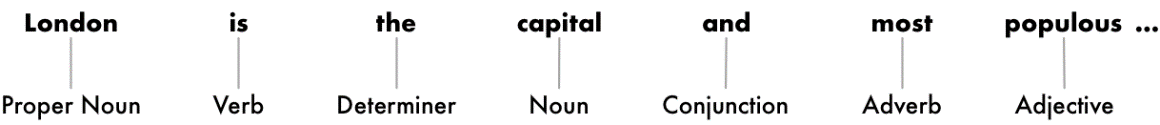 London is the capital and most populous ...
Proper Noun Verb Determiner Noun Conjunction Adverb Adjective